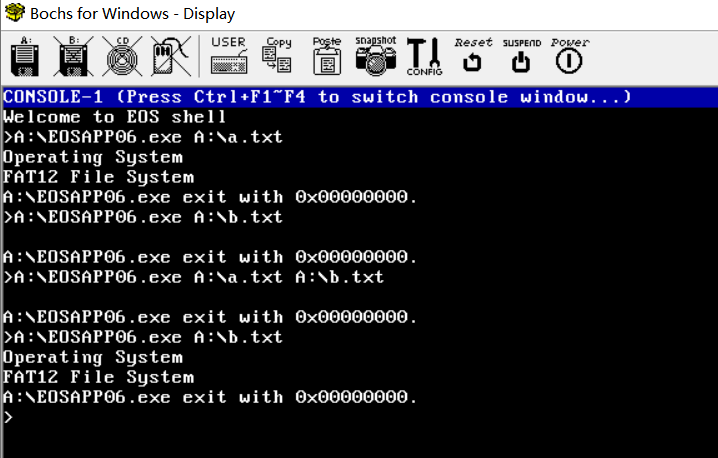 Bochs for Windows - Display
A:
B:
CD
USER
Copy
Paste
snapshot
CONFIG
Reset
SUSPEND
Power
CONSOLE-1 (Press Ctrl+F1~F4 to switch console window...)
Welcome to EOS shell
>A:\EOSAPP06.exe A:\a.txt
Operating System
FAT12 File System
A:\EOSAPP06.exe exit with 0x00000000.
>A:\EOSAPP06.exe A:\b.txt
A:\EOSAPP06.exe exit with 0x00000000.
>A:\EOSAPP06.exe A:\a.txt A:\b.txt
A:\EOSAPP06.exe exit with 0x00000000.
>A:\EOSAPP06.exe A:\b.txt
Operating System
FAT12 File System
A:\EOSAPP06.exe exit with 0x00000000.
>